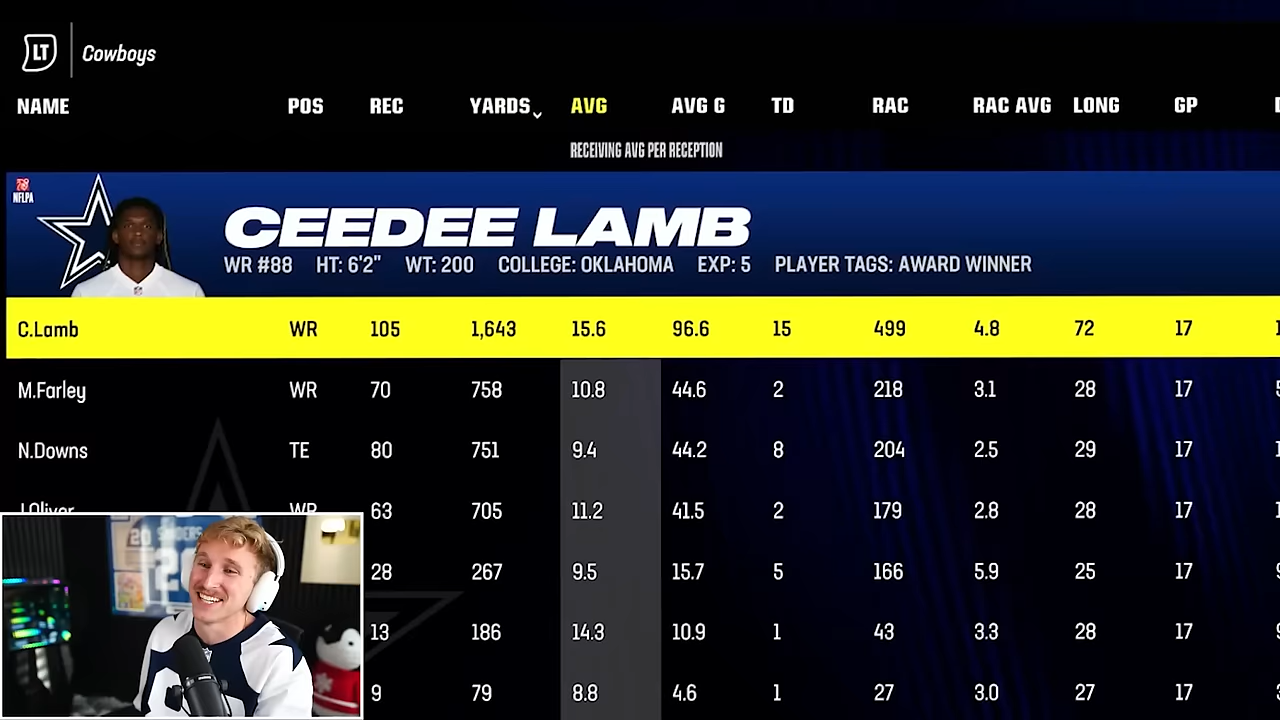 LT Cowboys
NAME POS REC YARDS AVG AVG G TD RAC RAC AVG LONG GP
RECEIVING AVG PER RECEPTION
NFLPA
CEEDEE LAMB
WR #88 HT: 6'2" WT: 200 COLLEGE: OKLAHOMA EXP: 5 PLAYER TAGS: AWARD WINNER
C.Lamb WR 105 1,643 15.6 96.6 15 499 4.8 72 17
M.Farley WR 70 758 10.8 44.6 2 218 3.1 28 17
N.Downs TE 80 751 9.4 44.2 8 204 2.5 29 17
J.Oliver WR 63 705 11.2 41.5 2 179 2.8 28 17
28 267 9.5 15.7 5 166 5.9 25 17
13 186 14.3 10.9 1 43 3.3 28 17
9 79 8.8 4.6 1 27 3.0 27 17
20 SANDERS